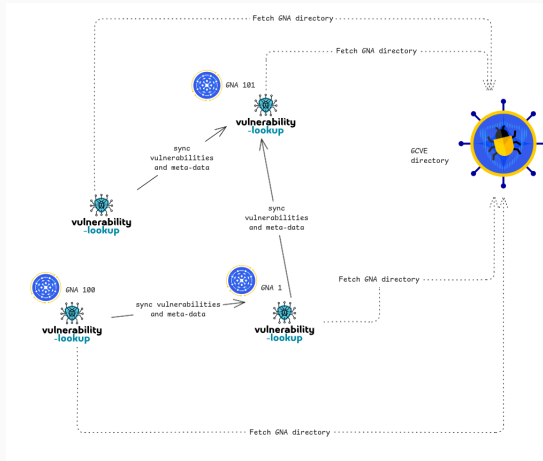 Fetch GNA directory
Fetch GNA directory
GNA 101
vulnerability
-lookup
sync
vulnerabilities
and meta-data
GCVE
directory
vulnerability
-lookup
sync
vulnerabilities
and meta-data
GNA 100
GNA 1
Fetch GNA directory
sync vulnerabilities
and meta-data
vulnerability
-lookup
vulnerability
-lookup
Fetch GNA directory